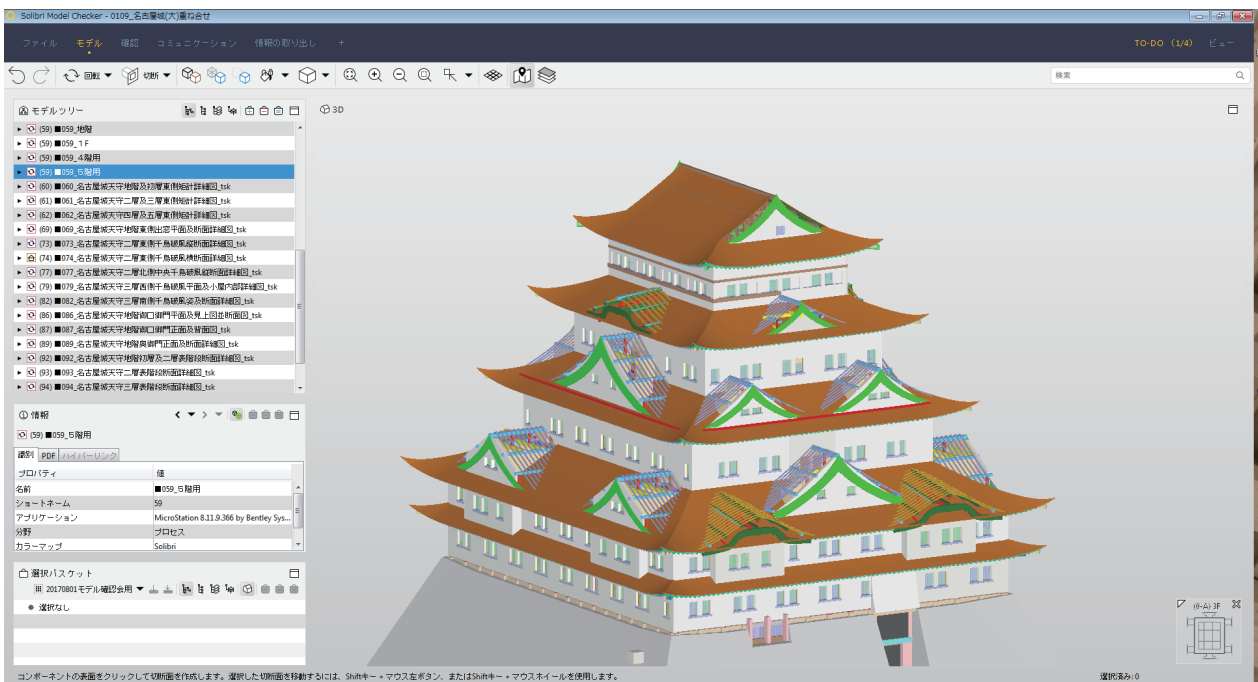 Solibri Model Checker - 0109_名古屋城(大)重ね合せ
ファイル モデル 確認 コミュニケーション 情報の取り出し +
TO-DO (1/4) ビュー
回転 切断
検索
モデルツリー
3D
(59) ■059_地階
(59) ■059_1F
(59) ■059_4階用
(59) ■059_5階用
(60) ■060_名古屋城天守地階及初層東側矩計詳細図_tsk
(61) ■061_名古屋城天守二層及三層東側矩計詳細図_tsk
(62) ■062_名古屋城天守四層及五層東側矩計詳細図_tsk
(69) ■069_名古屋城天守地階東側出窓平面及断面詳細図_tsk
(73) ■073_名古屋城天守二層東側千鳥破風縦断面詳細図_tsk
(74) ■074_名古屋城天守二層東側千鳥破風横断面詳細図_tsk
(77) ■077_名古屋城天守二層北側中央千鳥破風縦断面詳細図_tsk
(79) ■079_名古屋城天守三層西側千鳥破風平面及小屋内部詳細図_tsk
(82) ■082_名古屋城天守二層南側千鳥破風姿及断面詳細図_tsk
(86) ■086_名古屋城天守地階御口御門平面及見上図並断面図_tsk
(87) ■087_名古屋城天守地階御口御門正面及背面図_tsk
(89) ■089_名古屋城天守地階奥御門正面及断面詳細図_tsk
(92) ■092_名古屋城天守地階初層及二層表階段断面詳細図_tsk
(93) ■093_名古屋城天守二層表階段断面詳細図_tsk
(94) ■094_名古屋城天守三層表階段断面詳細図_tsk
情報
(59) ■059_5階用
識別 PDF ハイパーリンク
プロパティ 値
名前 ■059_5階用
ショートネーム 59
アプリケーション MicroStation 8.11.9.366 by Bentley Sys...
分野 プロセス
カラーマップ Solibri
選択バスケット
20170801モデル確認会用
選択なし
(θ-A) 3F
コンポーネントの表面をクリックして切断面を作成します。選択した切断面を移動するには、Shiftキー + マウス左ボタン、またはShiftキー + マウスホイールを使用します。
選択済み: 0